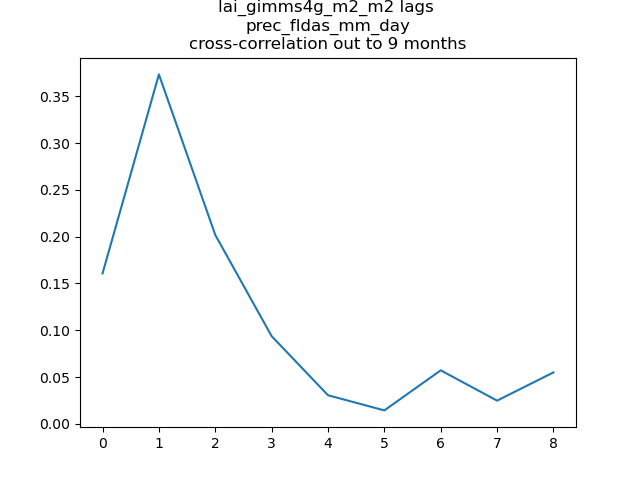 lai_gimms4g_m2_m2 lags
prec_fldas_mm_day
cross-correlation out to 9 months
0.35
0.30
0.25
0.20
0.15
0.10
0.05
0.00
0 1 2 3 4 5 6 7 8